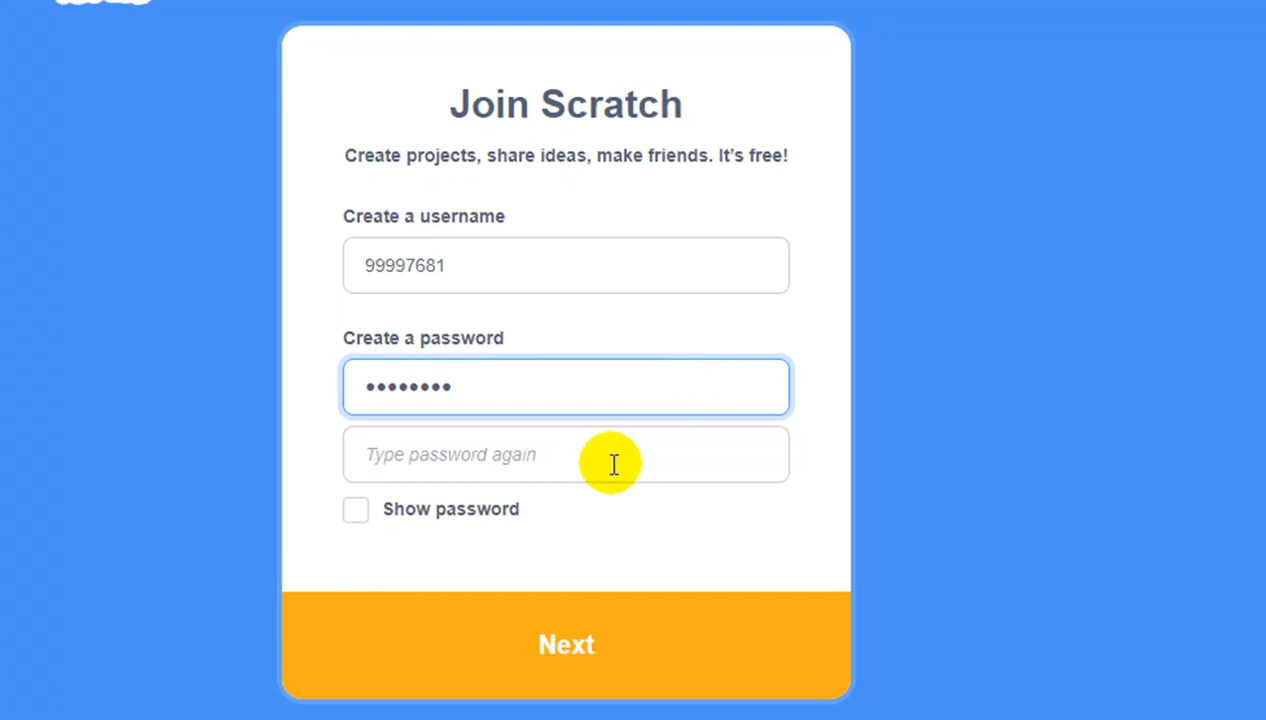 Join Scratch
Create projects, share ideas, make friends. It's free!
Create a username
99997681
Create a password
••••••••
Type password again
Show password
Next